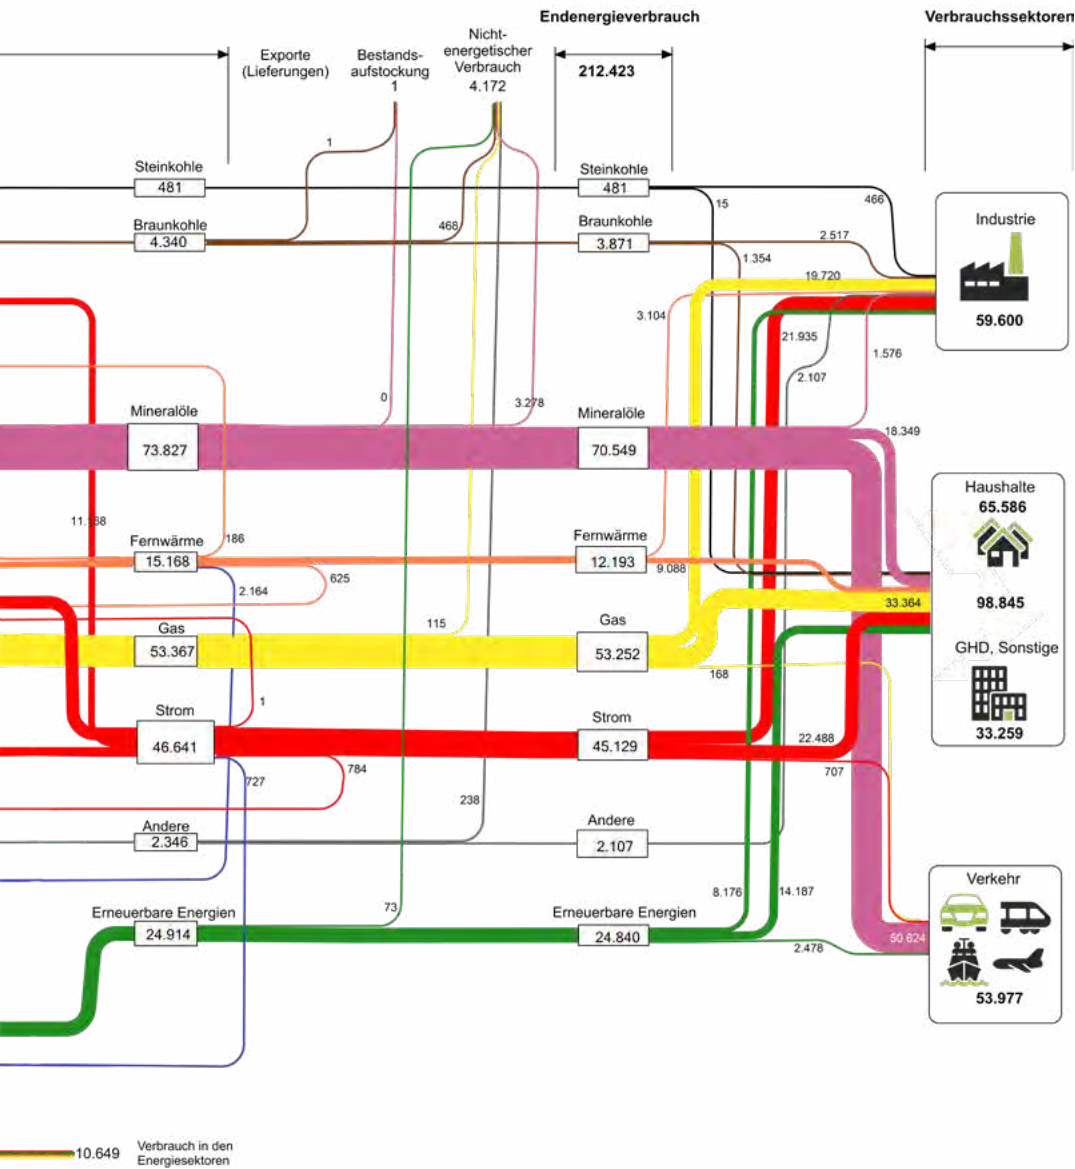 Endenergieverbrauch
Verbrauchssektoren
Nicht-
energetischer
Verbrauch
4.172
Exporte
(Lieferungen)
Bestands-
aufstockung
1
212.423
1
Steinkohle
481
Steinkohle
481
15
466
Braunkohle
4.340
468
Braunkohle
3.871
2.517
1.354
Industrie
59.600
19.720
3.104
21.935
1.576
2.107
0
3.278
Mineralöle
73.827
Mineralöle
70.549
18.349
Haushalte
65.586
98.845
GHD, Sonstige
33.259
11.168
186
Fernwärme
15.168
Fernwärme
12.193
9.088
625
2.164
33.364
115
Gas
53.367
Gas
53.252
168
1
Strom
46.641
Strom
45.129
22.488
707
784
727
238
Andere
2.346
Andere
2.107
8.176
14.187
Verkehr
53.977
73
Erneuerbare Energien
24.914
Erneuerbare Energien
24.840
2.478
50.624
10.649
Verbrauch in den
Energiesektoren